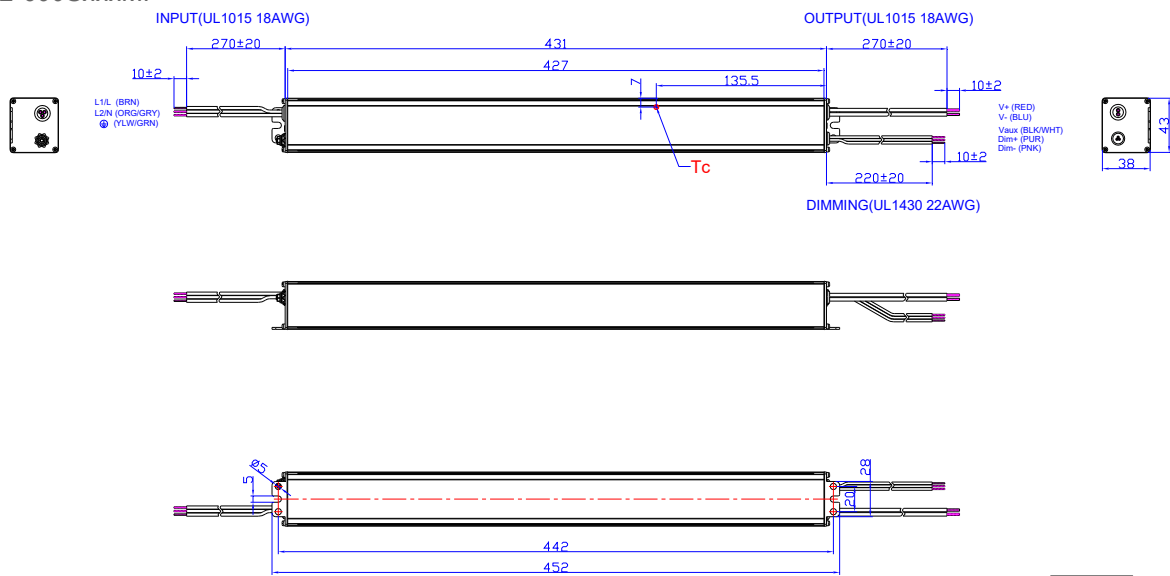 INPUT(UL1015 18AWG)
OUTPUT(UL1015 18AWG)
270±20
431
270±20
427
10±2
7
135.5
10±2
L1/L (BRN)
L2/N (ORG/GRY)
(YLW/GRN)
V+ (RED)
V- (BLU)
Vaux (BLK/WHT)
Dim+ (PUR)
Dim- (PNK)
43
38
Tc
10±2
220±20
DIMMING(UL1430 22AWG)
ø5
5
28
20
442
452